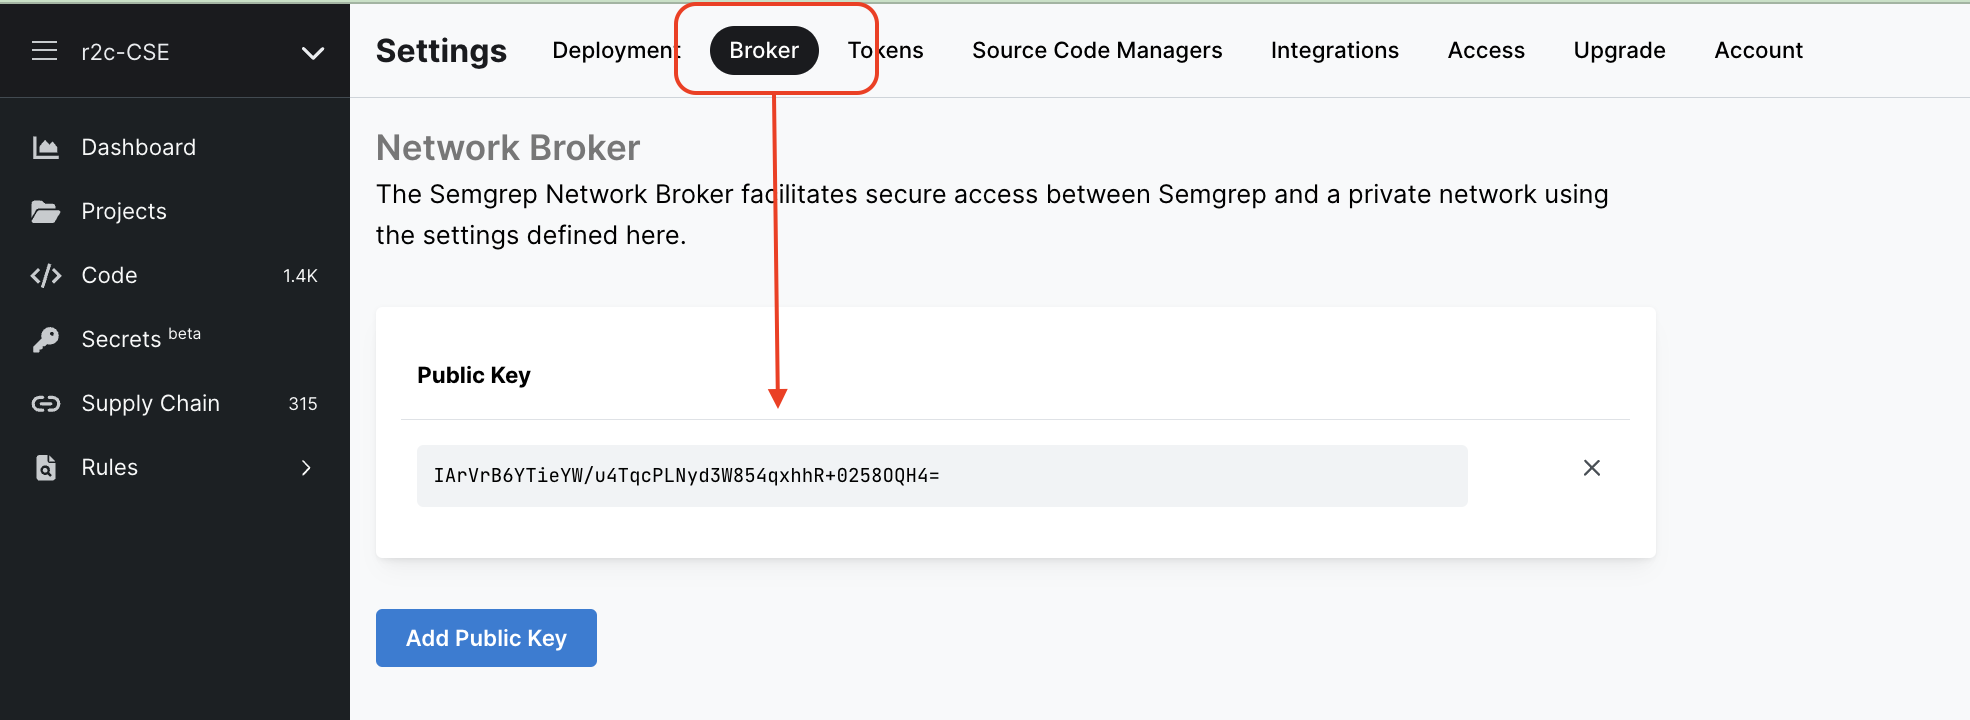 r2c-CSE
Settings Deployment Broker Tokens Source Code Managers Integrations Access Upgrade Account
Dashboard
Projects
Code 1.4K
Secrets beta
Supply Chain 315
Rules
Network Broker
The Semgrep Network Broker facilitates secure access between Semgrep and a private network using
the settings defined here.
Public Key
IArVrB6YTieYW/u4TqcPLNyd3W854qxhhR+0258OQH4=
Add Public Key